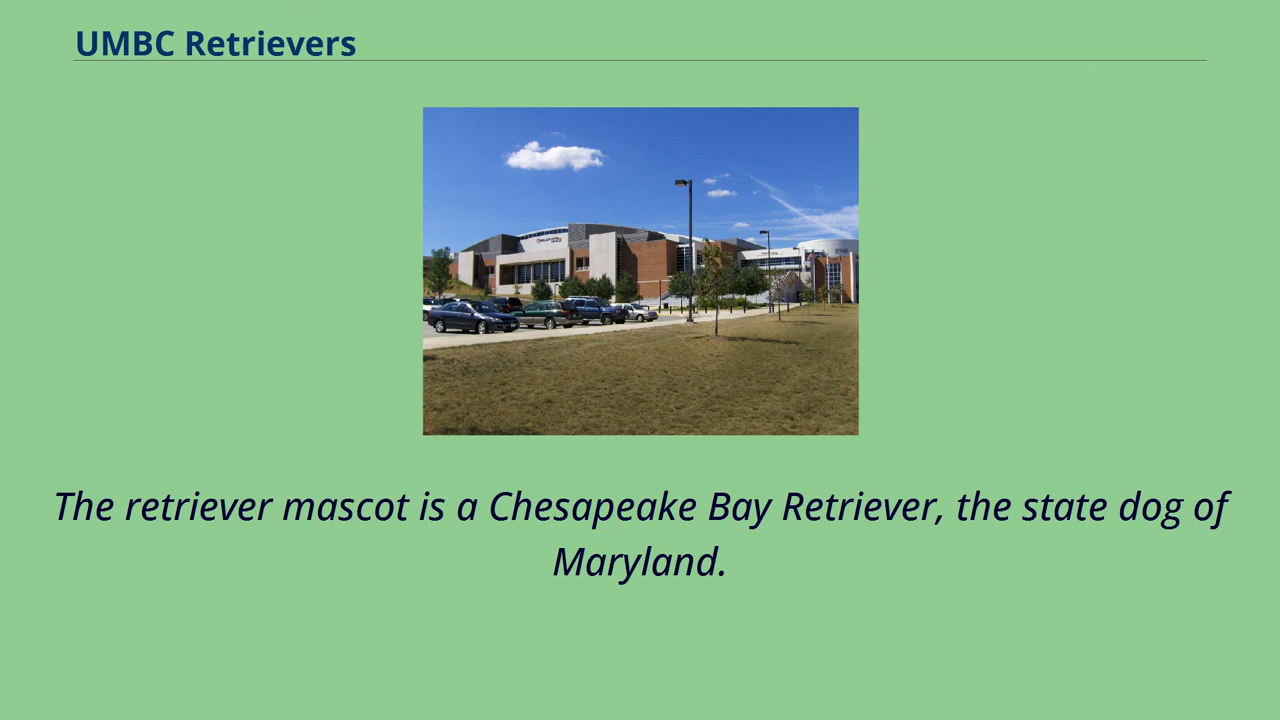 UMBC Retrievers
The retriever mascot is a Chesapeake Bay Retriever, the state dog of
Maryland.